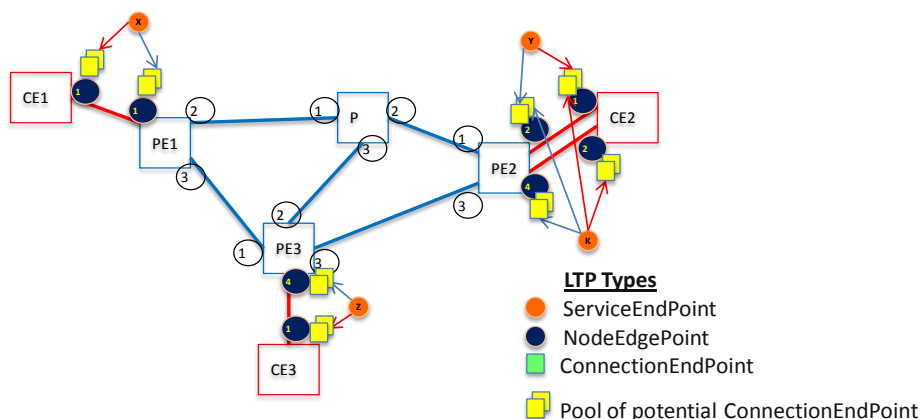 X
Y
1
CE1
1
1
CE2
2
1
P
2
2
PE1
1
PE2
2
3
3
4
3
2
1
PE3
3
K
4
Z
1
CE3
LTP Types
ServiceEndPoint
NodeEdgePoint
ConnectionEndPoint
Pool of potential ConnectionEndPoint